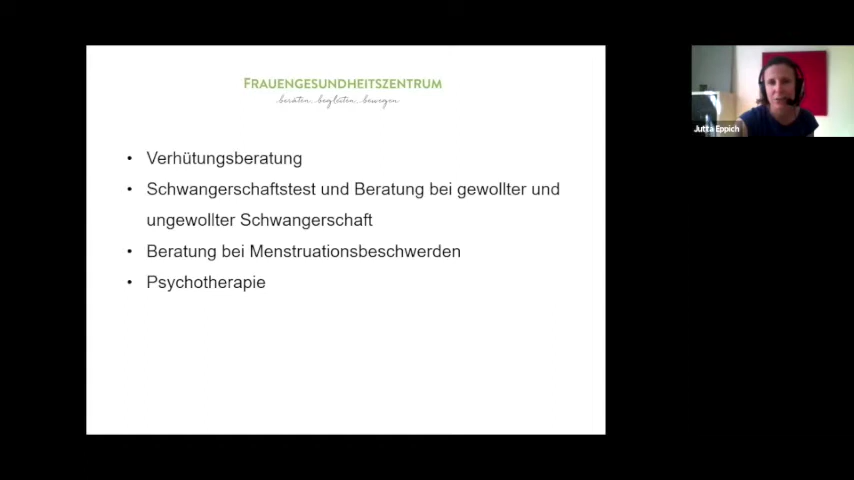 FRAUENGESUNDHEITSZENTRUM
beraten..begleiten..bewegen
• Verhütungsberatung
• Schwangerschaftstest und Beratung bei gewollter und
ungewollter Schwangerschaft
• Beratung bei Menstruationsbeschwerden
• Psychotherapie
Jutta Eppich